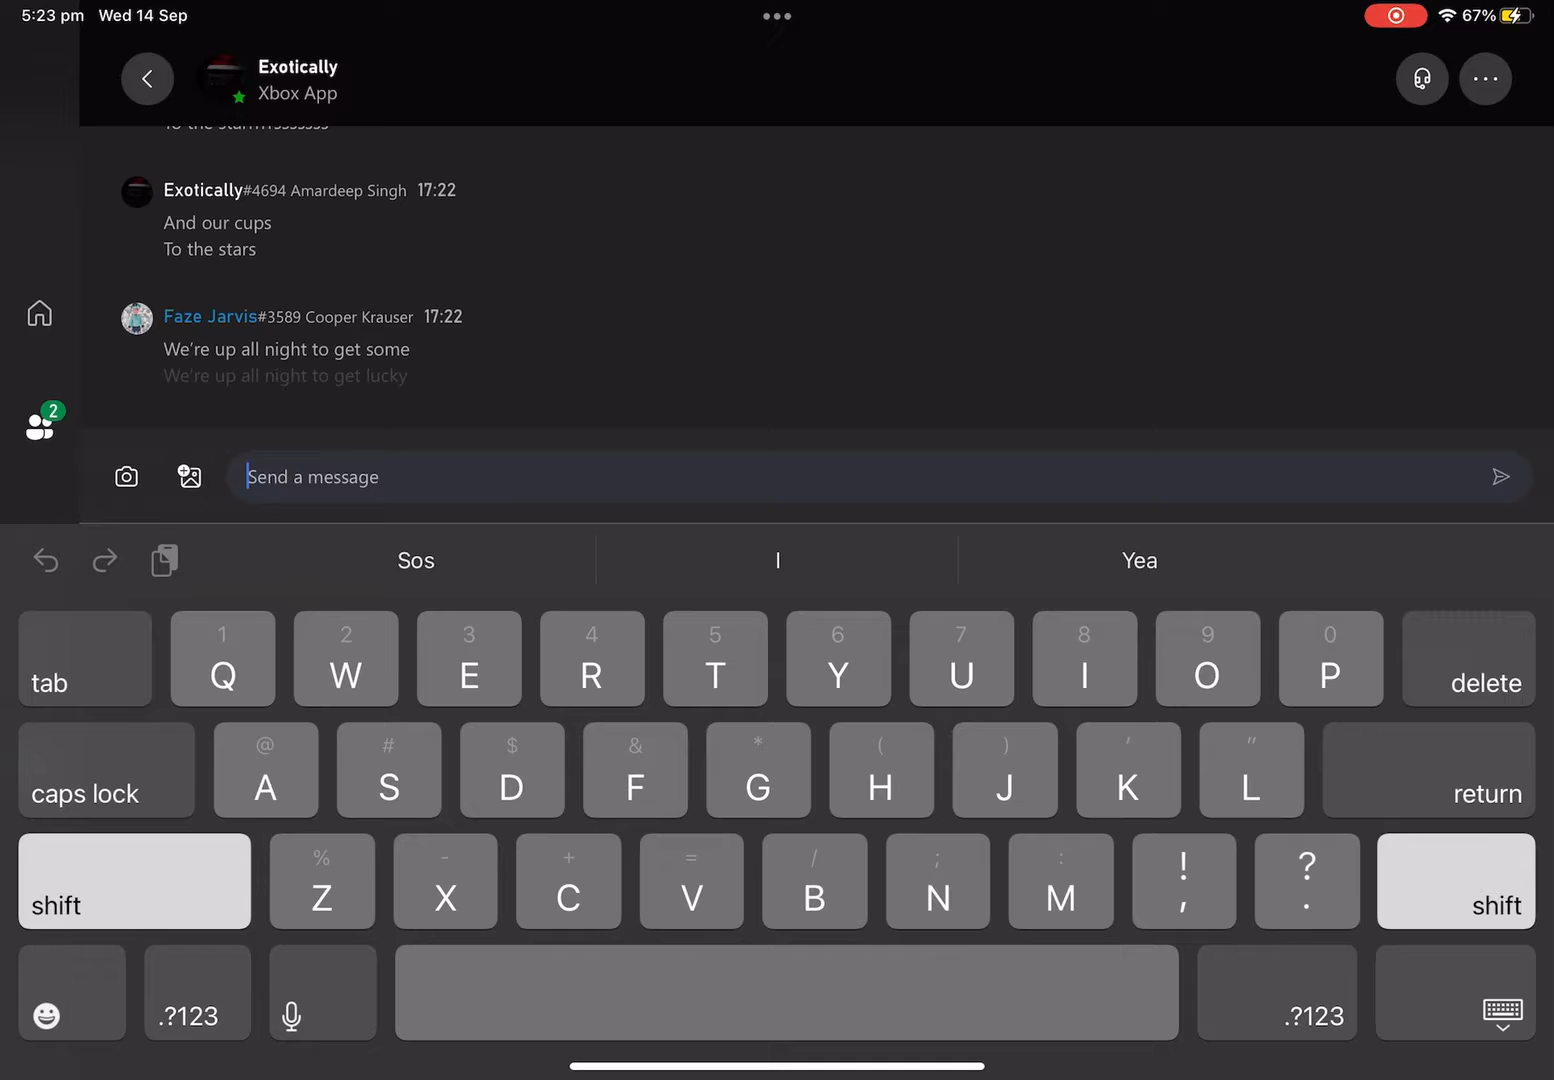 5:23 pm Wed 14 Sep
67%
Exotically
Xbox App
Exotically#4694 Amardeep Singh 17:22
And our cups
To the stars
Faze Jarvis#3589 Cooper Krauser 17:22
We're up all night to get some
We're up all night to get lucky
2
Send a message
Sos I Yea
tab 1 Q 2 W 3 E 4 R 5 T 6 Y 7 U 8 I 9 O 0 P delete
caps lock @ A # S $ D & F * G ( H ) J ' K " L return
shift % Z - X + C = V / B ; N : M ! , ? . shift
.?123 .?123